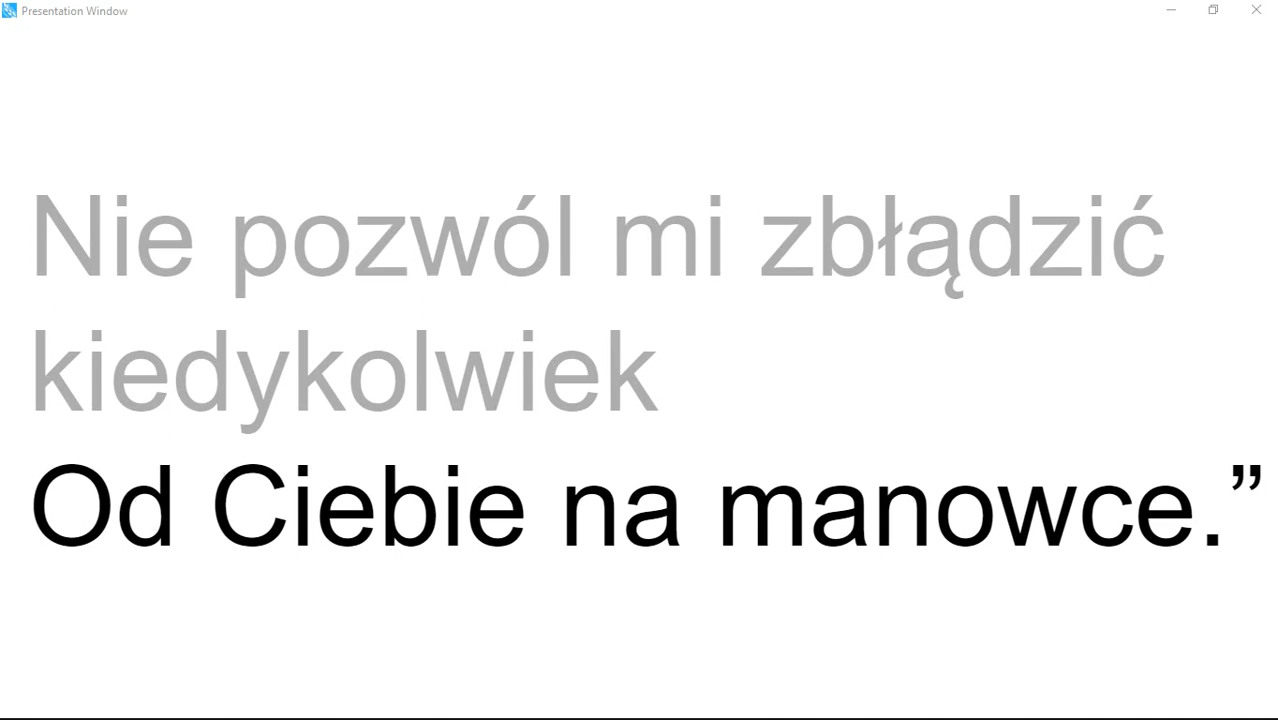 Presentation Window
Nie pozwól mi zbłądzić
kiedykolwiek
Od Ciebie na manowce.”